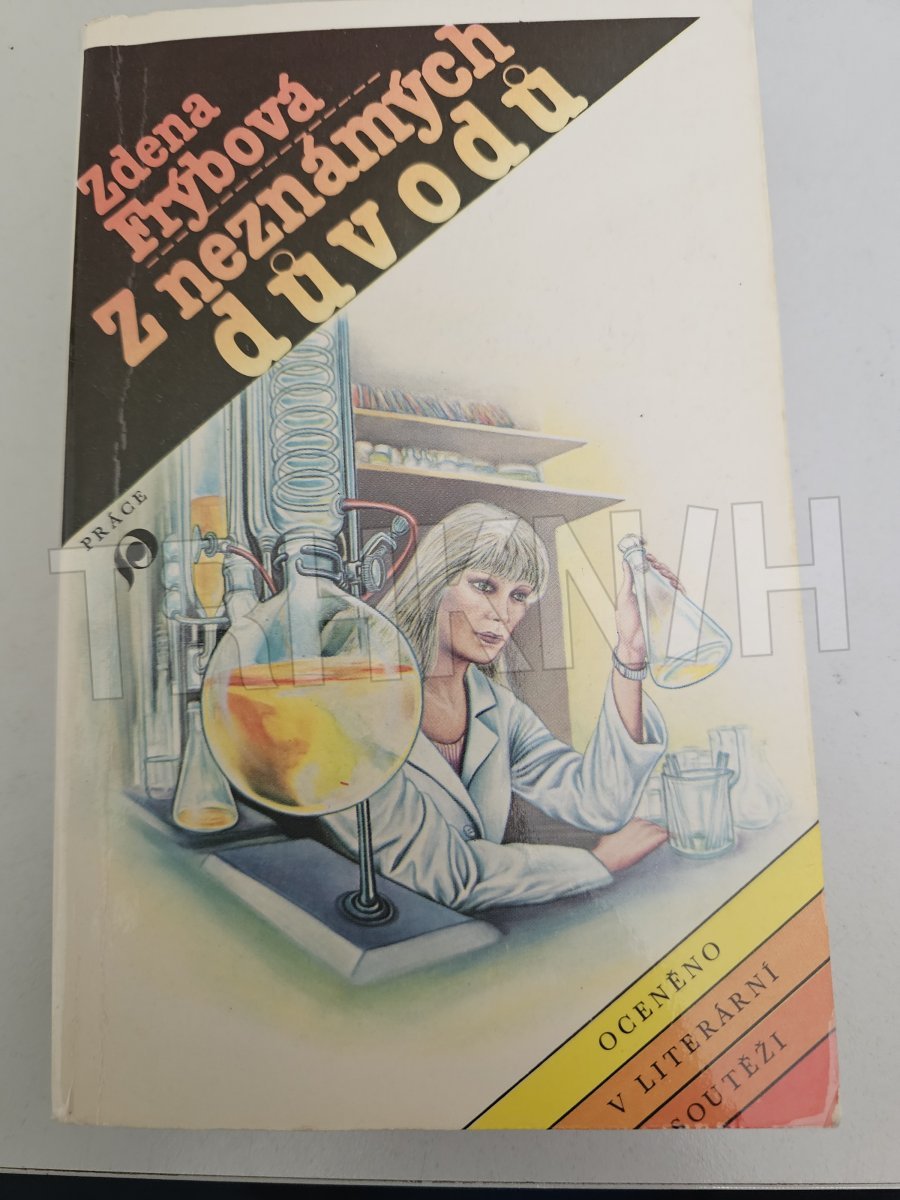 Zdena
Frýbová
Z neznámých
důvodů
PRÁCE
OCENĚNO
V LITERÁRNÍ
SOUTĚŽI